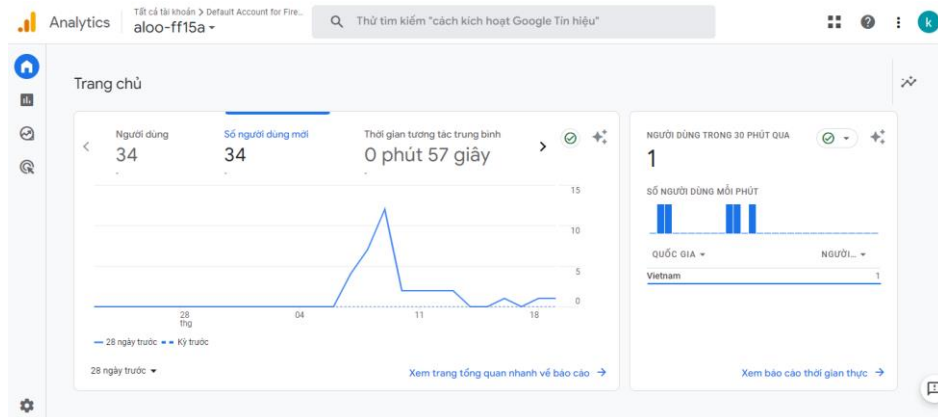 Analytics
Tất cả tài khoản > Default Account for Fire...
aloo-ff15a
Thử tìm kiếm "cách kích hoạt Google Tín hiệu"
k
Trang chủ
Người dùng
34
-
Số người dùng mới
34
-
Thời gian tương tác trung bình
0 phút 57 giây
-
15
10
5
0
28
thg
04
11
18
28 ngày trước
Kỳ trước
28 ngày trước
Xem trang tổng quan nhanh về báo cáo
NGƯỜI DÙNG TRONG 30 PHÚT QUA
1
SỐ NGƯỜI DÙNG MỖI PHÚT
QUỐC GIA
NGƯỜI...
Vietnam
1
Xem báo cáo thời gian thực